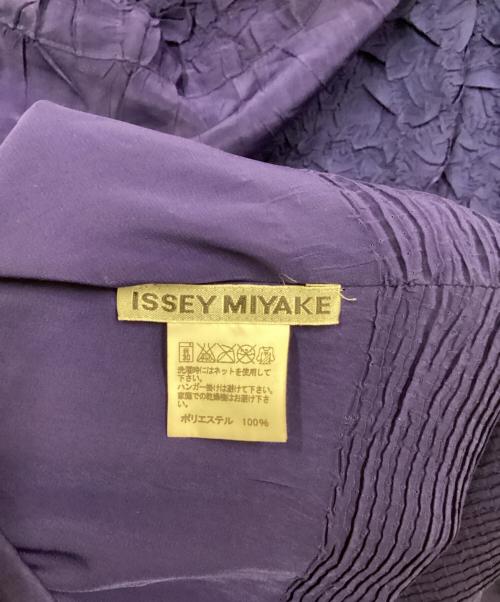 ISSEY MIYAKE
洗濯時にはネットを使用して
下さい。
ハンガー掛けは避けて下さい。
家庭での乾燥機はお避け下さ
い。
ポリエステル 100%